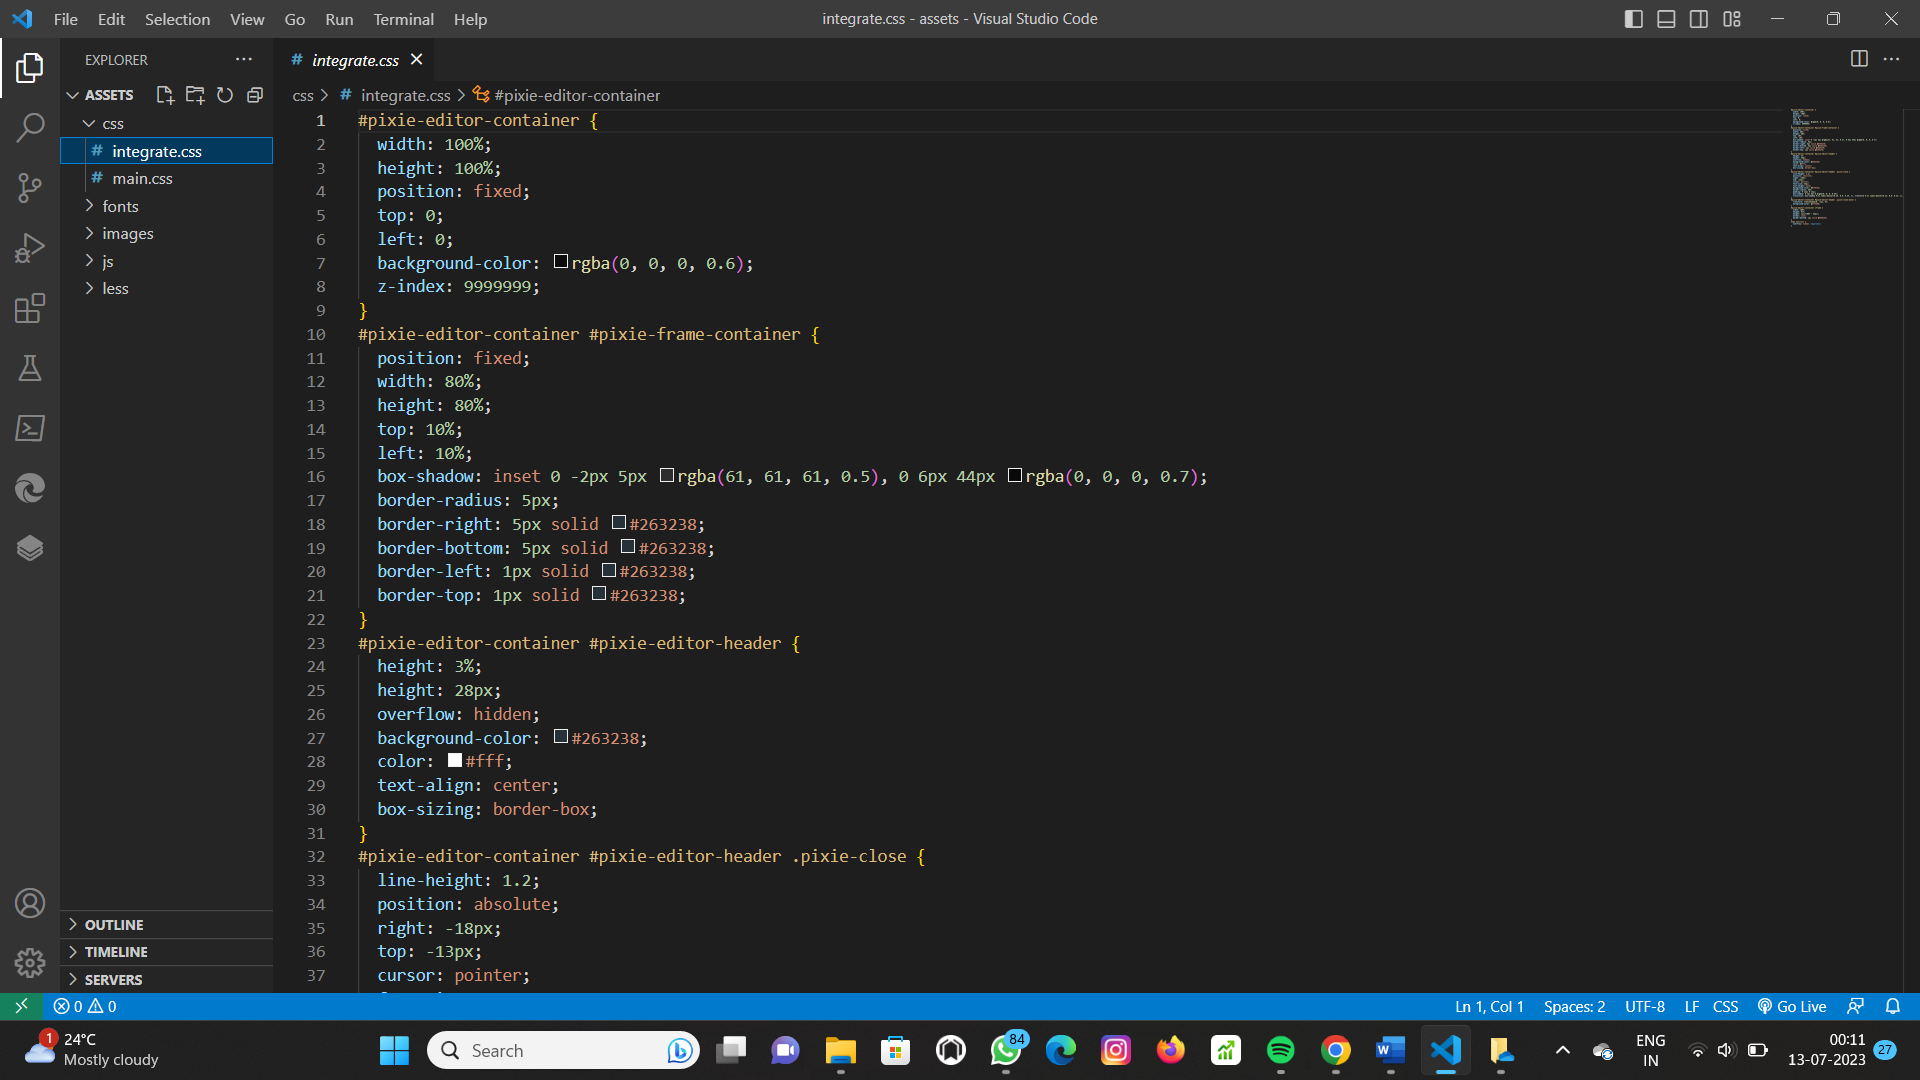 File Edit Selection View Go Run Terminal Help
integrate.css - assets - Visual Studio Code
EXPLORER
ASSETS
css
integrate.css
main.css
fonts
images
js
less
OUTLINE
TIMELINE
SERVERS
# integrate.css
css > # integrate.css > #pixie-editor-container
1 #pixie-editor-container {
2 width: 100%;
3 height: 100%;
4 position: fixed;
5 top: 0;
6 left: 0;
7 background-color: rgba(0, 0, 0, 0.6);
8 z-index: 9999999;
9 }
10 #pixie-editor-container #pixie-frame-container {
11 position: fixed;
12 width: 80%;
13 height: 80%;
14 top: 10%;
15 left: 10%;
16 box-shadow: inset 0 -2px 5px rgba(61, 61, 61, 0.5), 0 6px 44px rgba(0, 0, 0, 0.7);
17 border-radius: 5px;
18 border-right: 5px solid #263238;
19 border-bottom: 5px solid #263238;
20 border-left: 1px solid #263238;
21 border-top: 1px solid #263238;
22 }
23 #pixie-editor-container #pixie-editor-header {
24 height: 3%;
25 height: 28px;
26 overflow: hidden;
27 background-color: #263238;
28 color: #fff;
29 text-align: center;
30 box-sizing: border-box;
31 }
32 #pixie-editor-container #pixie-editor-header .pixie-close {
33 line-height: 1.2;
34 position: absolute;
35 right: -18px;
36 top: -13px;
37 cursor: pointer;
0 0
Ln 1, Col 1 Spaces: 2 UTF-8 LF CSS Go Live
1
24°C
Mostly cloudy
Search
84
ENG
IN
00:11
13-07-2023
27